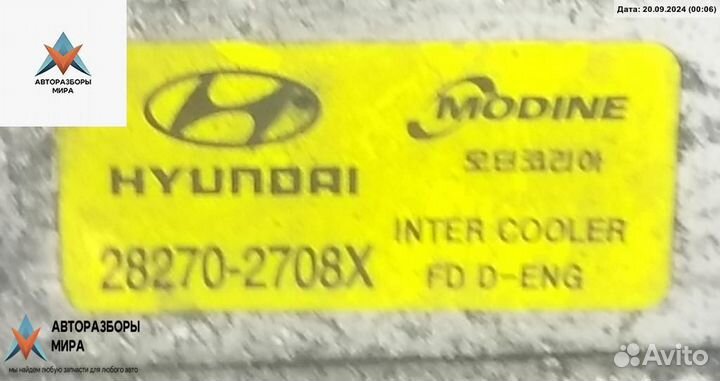 Дата: 20.09.2024 (00:06)
АВТОРАЗБОРЫ
МИРА
HYUNDAI
28270-2708X
MODINE
모딘코리아
INTER COOLER
FD D-ENG
АВТОРАЗБОРЫ
МИРА
мы найдем любую запчасти для любого авто
Avito